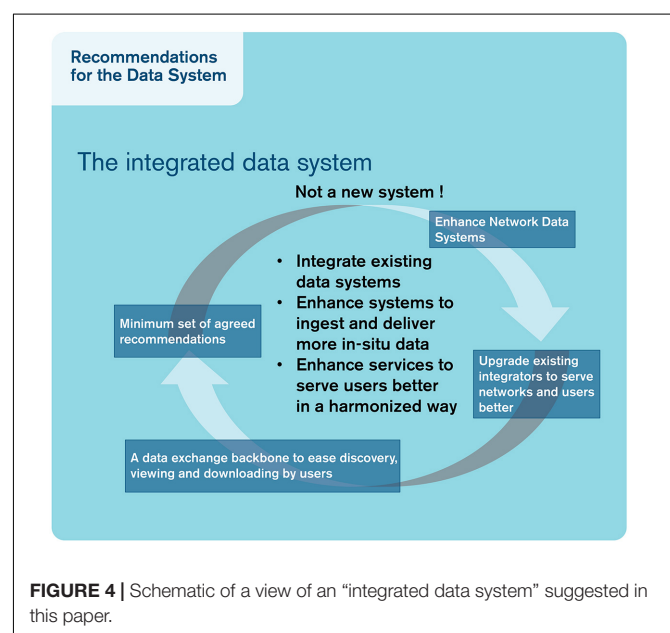 Recommendations
for the Data System
The integrated data system
Not a new system !
Enhance Network Data
Systems
• Integrate existing
data systems
• Enhance systems to
ingest and deliver
more in-situ data
• Enhance services to
serve users better
in a harmonized way
Minimum set of agreed
recommendations
Upgrade existing
integrators to serve
networks and users
better
A data exchange backbone to ease discovery,
viewing and downloading by users
FIGURE 4 | Schematic of a view of an “integrated data system” suggested in
this paper.